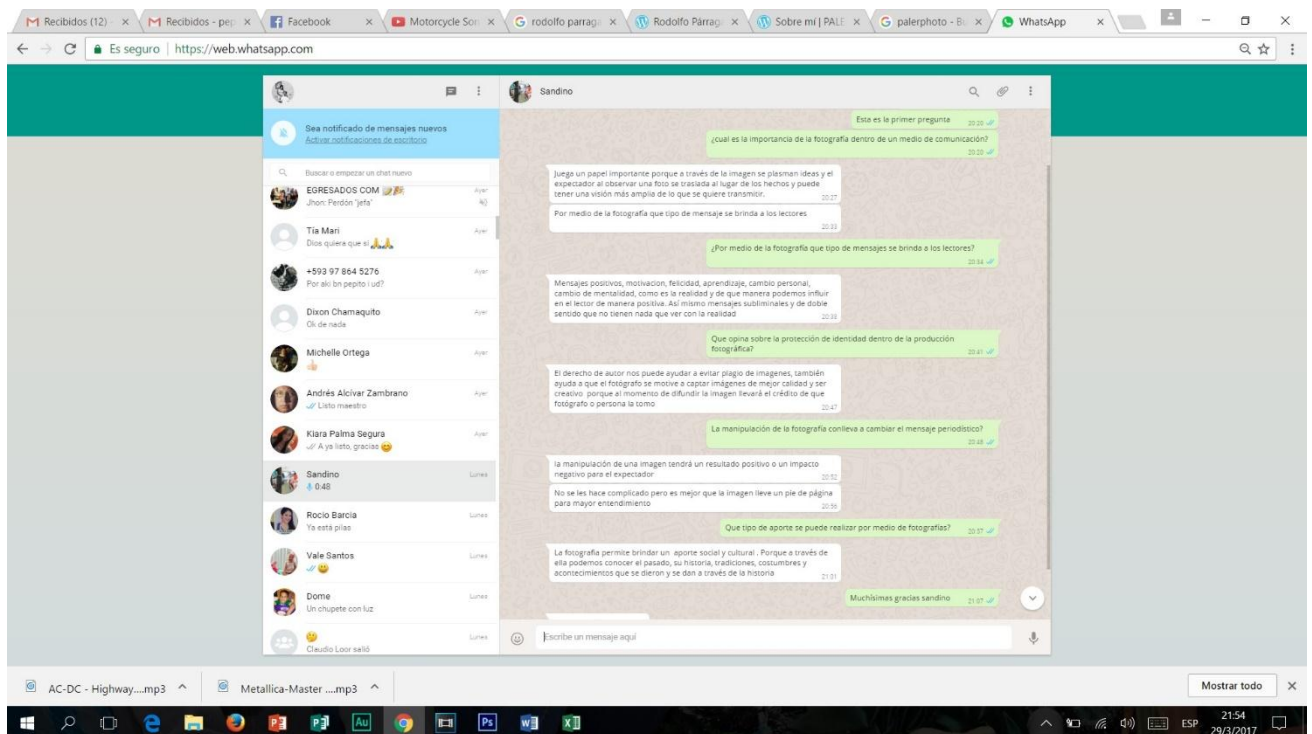 Recibidos (12)
Recibidos - pep
Facebook
Motorcycle Son
rodolfo parraga
Rodolfo Párrag
Sobre mí | PALE
palerphoto - Bu
WhatsApp
Es seguro | https://web.whatsapp.com
Sea notificado de mensajes nuevos
Activar notificaciones de escritorio
Buscar o empezar un chat nuevo
EGRESADOS COM
Ayer
Jhon: Perdón "jefa"
Tía Mari
Ayer
Dios quiera que si
+593 97 864 5276
Ayer
Por aki bn pepito i ud?
Dixon Chamaquito
Ayer
Ok de nada
Michelle Ortega
Ayer
Andrés Alcívar Zambrano
Ayer
Listo maestro
Kiara Palma Segura
Ayer
A ya listo, gracias
Sandino
Lunes
0:48
Rocio Barcia
Lunes
Ya está pilas
Vale Santos
Lunes
Dome
Lunes
Un chupete con luz
Lunes
Claudio Loor salió
Sandino
Esta es la primer pregunta
20:20
¿cual es la importancia de la fotografía dentro de un medio de comunicación?
20:20
Juega un papel importante porque a través de la imagen se plasman ideas y el
expectador al observar una foto se traslada al lugar de los hechos y puede
tener una visión más amplia de lo que se quiere transmitir.
20:27
Por medio de la fotografía que tipo de mensaje se brinda a los lectores
20:33
¿Por medio de la fotografía que tipo de mensajes se brinda a los lectores?
20:34
Mensajes positivos, motivacion, felicidad, aprendizaje, cambio personal,
cambio de mentalidad, como es la realidad y de que manera podemos influir
en el lector de manera positiva. Así mismo mensajes subliminales y de doble
sentido que no tienen nada que ver con la realidad
20:38
Que opina sobre la protección de identidad dentro de la producción
fotográfica?
20:41
El derecho de autor nos puede ayudar a evitar plagio de imagenes, también
ayuda a que el fotógrafo se motive a captar imágenes de mejor calidad y ser
creativo porque al momento de difundir la imagen llevará el crédito de que
fotógrafo o persona la tomo
20:47
La manipulación de la fotografía conlleva a cambiar el mensaje periodístico?
20:48
la manipulación de una imagen tendrá un resultado positivo o un impacto
negativo para el expectador
20:52
No se les hace complicado pero es mejor que la imagen lleve un pie de página
para mayor entendimiento
20:56
Que tipo de aporte se puede realizar por medio de fotografías?
20:57
La fotografía permite brindar un aporte social y cultural . Porque a través de
ella podemos conocer el pasado, su historia, tradiciones, costumbres y
acontecimientos que se dieron y se dan a través de la historia
21:01
Muchísimas gracias sandino
21:07
Escribe un mensaje aquí
AC-DC - Highway....mp3
Metallica-Master ....mp3
Mostrar todo
ESP
21:54
29/3/2017